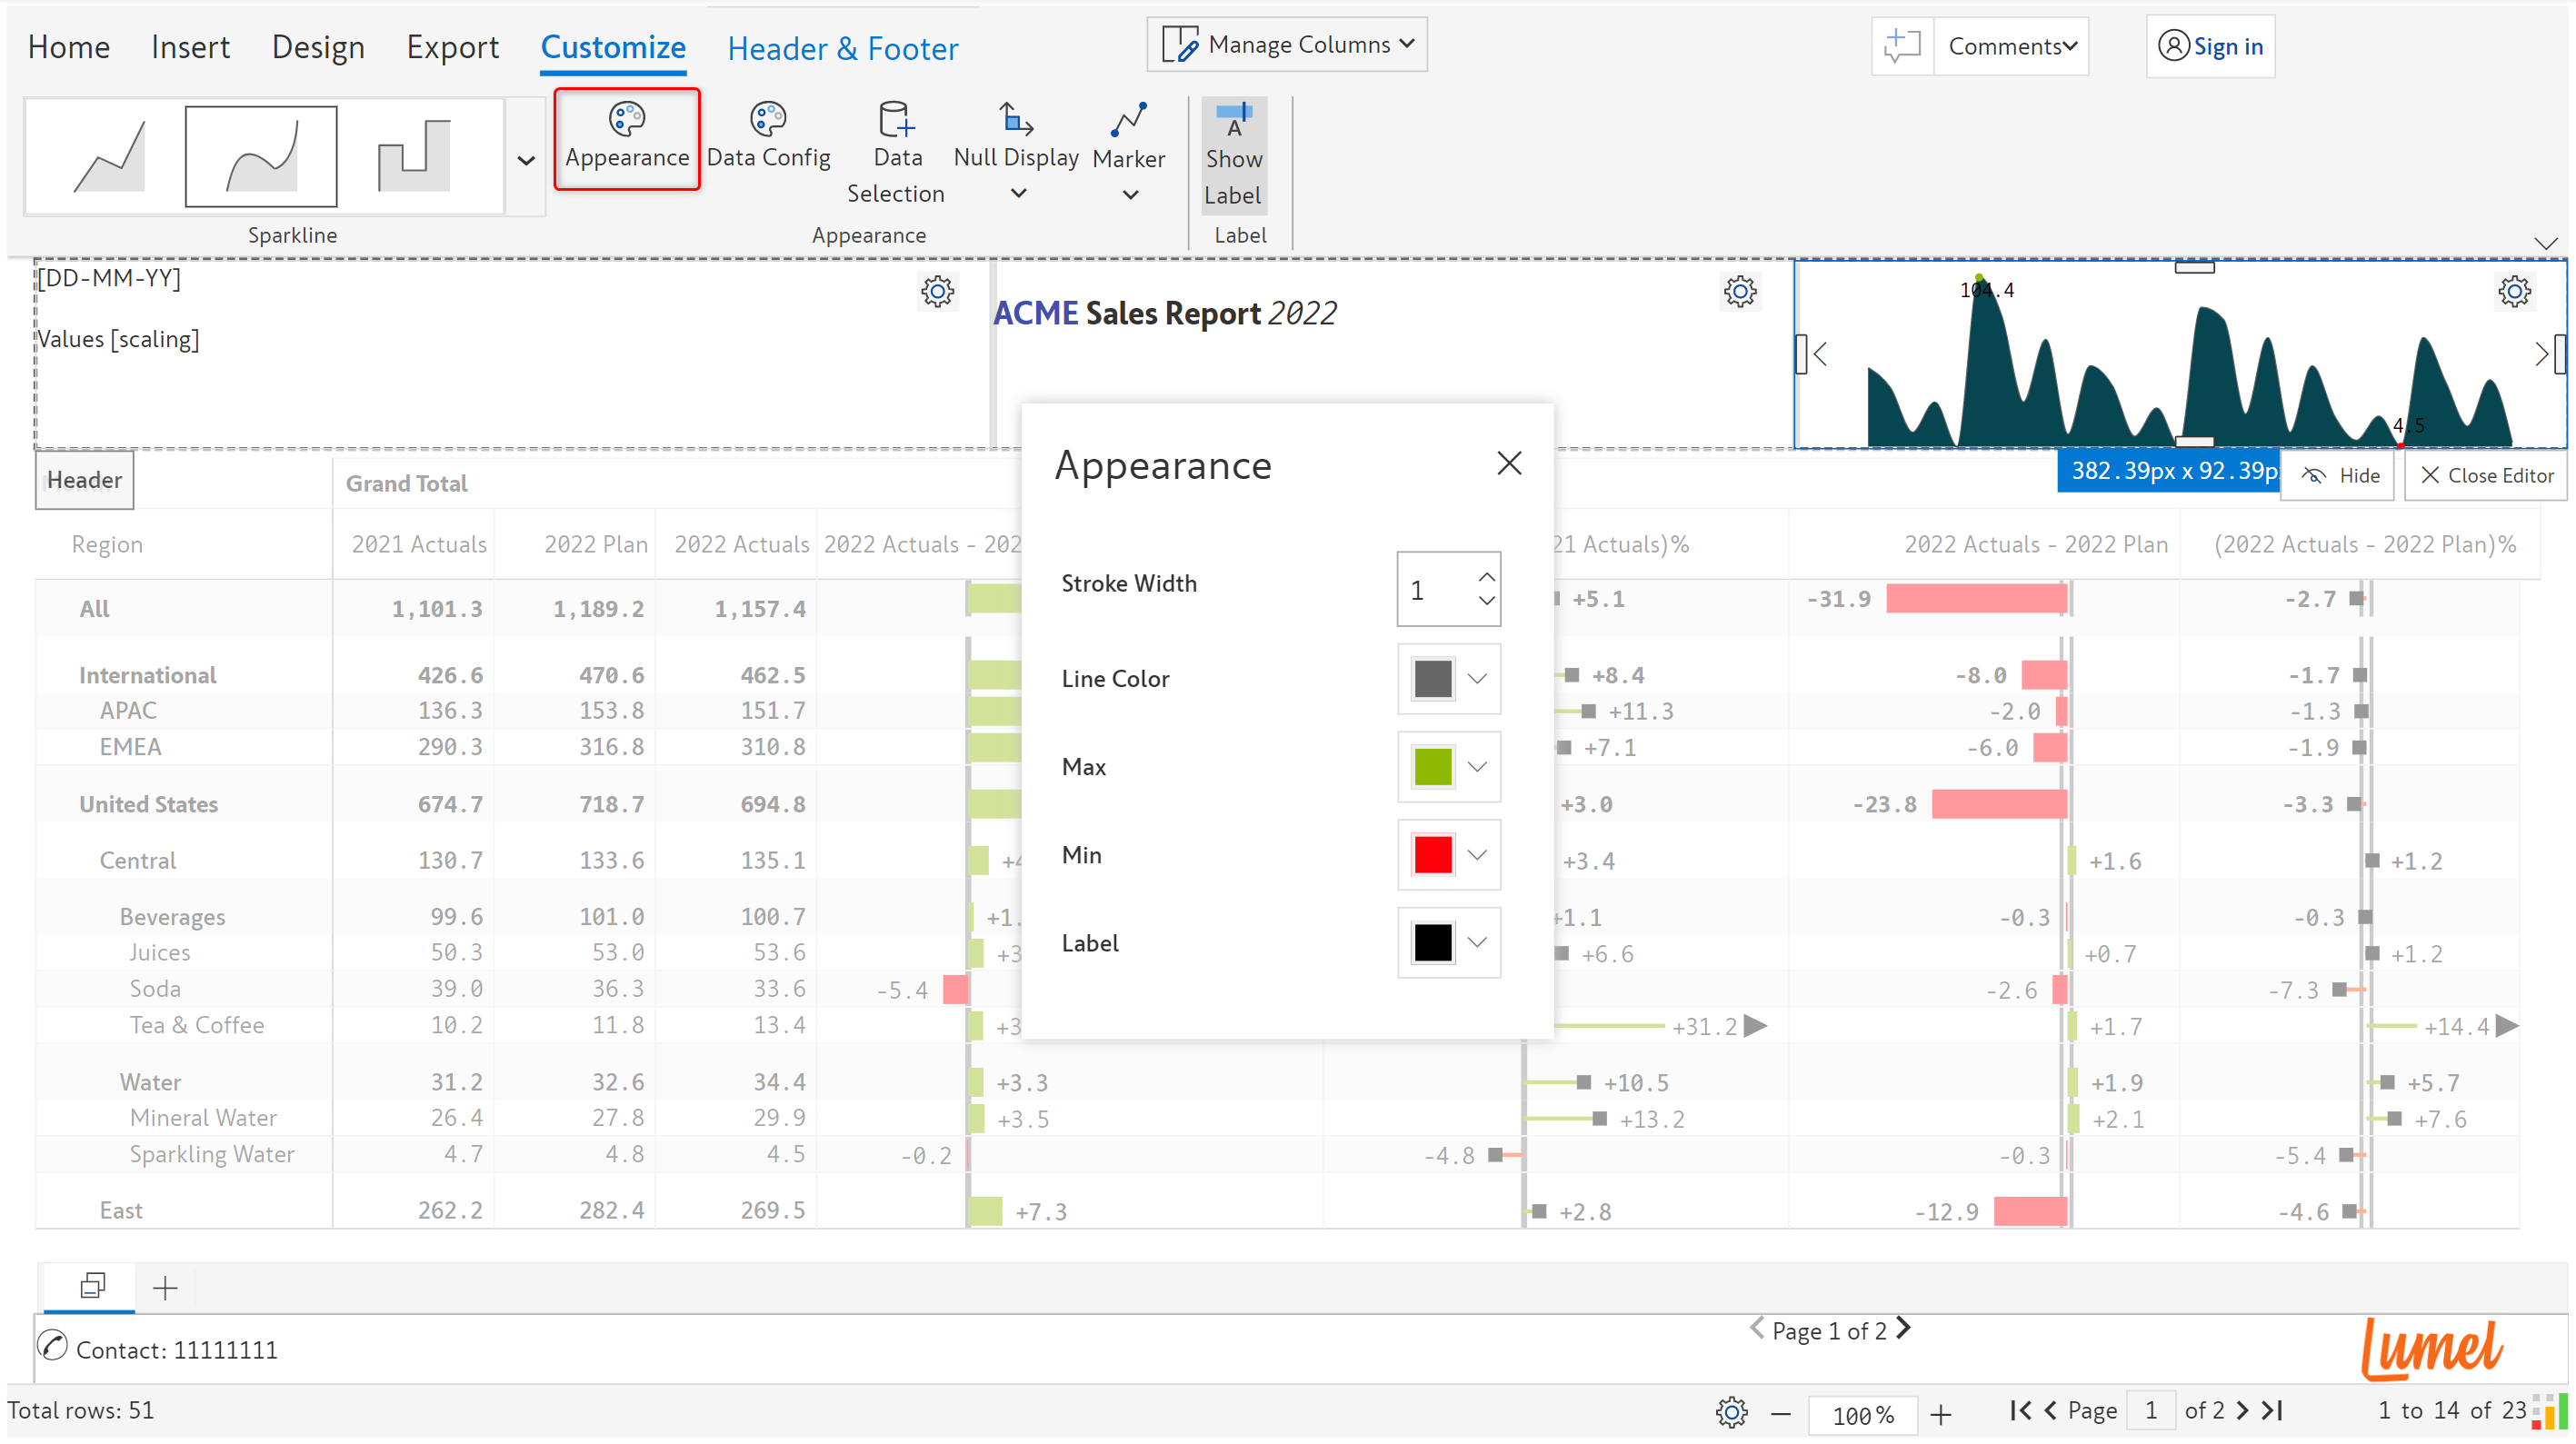 Home Insert Design Export Customize Header & Footer Manage Columns Comments Sign in
Appearance Data Config Data Selection Null Display Marker Show Label
Sparkline Appearance Label
[DD-MM-YY]
Values [scaling]
ACME Sales Report 2022
104.4
4.5
382.39px x 92.39p Hide Close Editor
Header Grand Total
Region 2021 Actuals 2022 Plan 2022 Actuals 2022 Actuals - 202 21 Actuals)% 2022 Actuals - 2022 Plan (2022 Actuals - 2022 Plan)%
All 1,101.3 1,189.2 1,157.4 +5.1 -31.9 -2.7
International 426.6 470.6 462.5 +8.4 -8.0 -1.7
APAC 136.3 153.8 151.7 +11.3 -2.0 -1.3
EMEA 290.3 316.8 310.8 +7.1 -6.0 -1.9
United States 674.7 718.7 694.8 +3.0 -23.8 -3.3
Central 130.7 133.6 135.1 +4 +3.4 +1.6 +1.2
Beverages 99.6 101.0 100.7 +1. +1.1 -0.3 -0.3
Juices 50.3 53.0 53.6 +3 +6.6 +0.7 +1.2
Soda 39.0 36.3 33.6 -5.4 -2.6 -7.3
Tea & Coffee 10.2 11.8 13.4 +3 +31.2 +1.7 +14.4
Water 31.2 32.6 34.4 +3.3 +10.5 +1.9 +5.7
Mineral Water 26.4 27.8 29.9 +3.5 +13.2 +2.1 +7.6
Sparkling Water 4.7 4.8 4.5 -0.2 -4.8 -0.3 -5.4
East 262.2 282.4 269.5 +7.3 +2.8 -12.9 -4.6
Appearance
Stroke Width 1
Line Color
Max
Min
Label
Contact: 11111111
Page 1 of 2
Lumel
Total rows: 51 100% Page 1 of 2 1 to 14 of 23